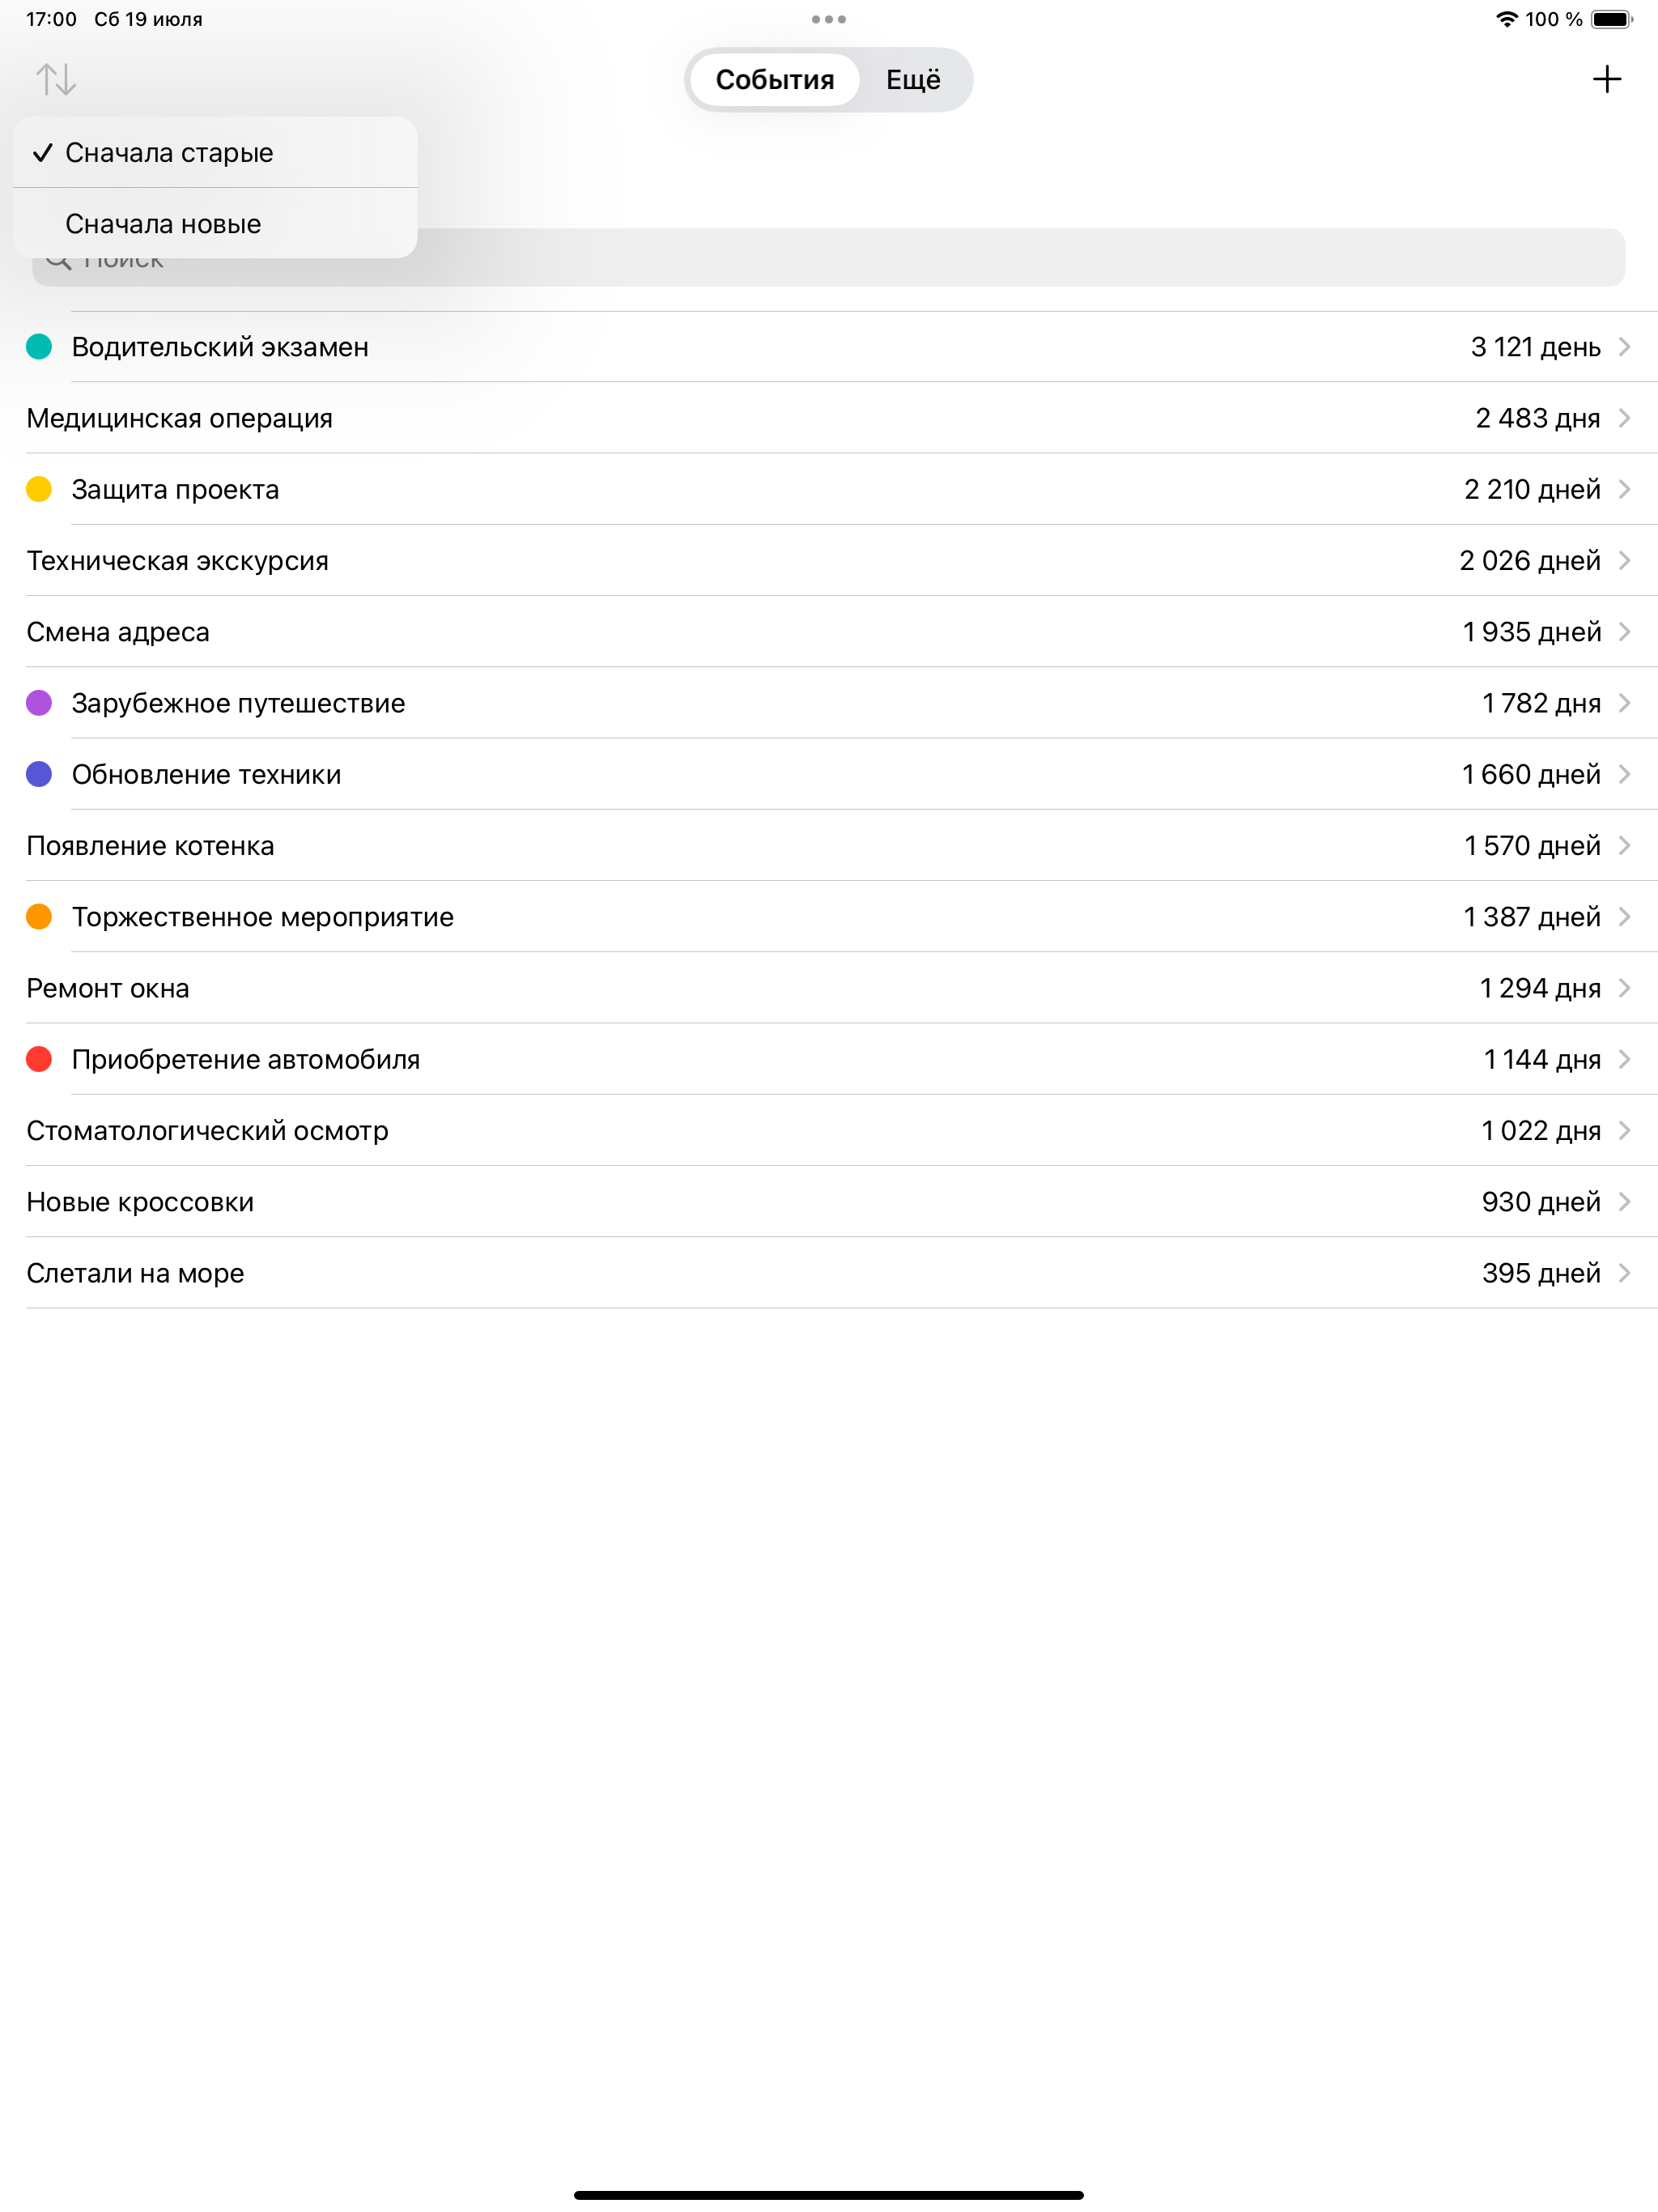 17:00 Сб 19 июля 100 %
События Ещё
Сначала старые
Сначала новые
Поиск
Водительский экзамен 3 121 день
Медицинская операция 2 483 дня
Защита проекта 2 210 дней
Техническая экскурсия 2 026 дней
Смена адреса 1 935 дней
Зарубежное путешествие 1 782 дня
Обновление техники 1 660 дней
Появление котенка 1 570 дней
Торжественное мероприятие 1 387 дней
Ремонт окна 1 294 дня
Приобретение автомобиля 1 144 дня
Стоматологический осмотр 1 022 дня
Новые кроссовки 930 дней
Слетали на море 395 дней